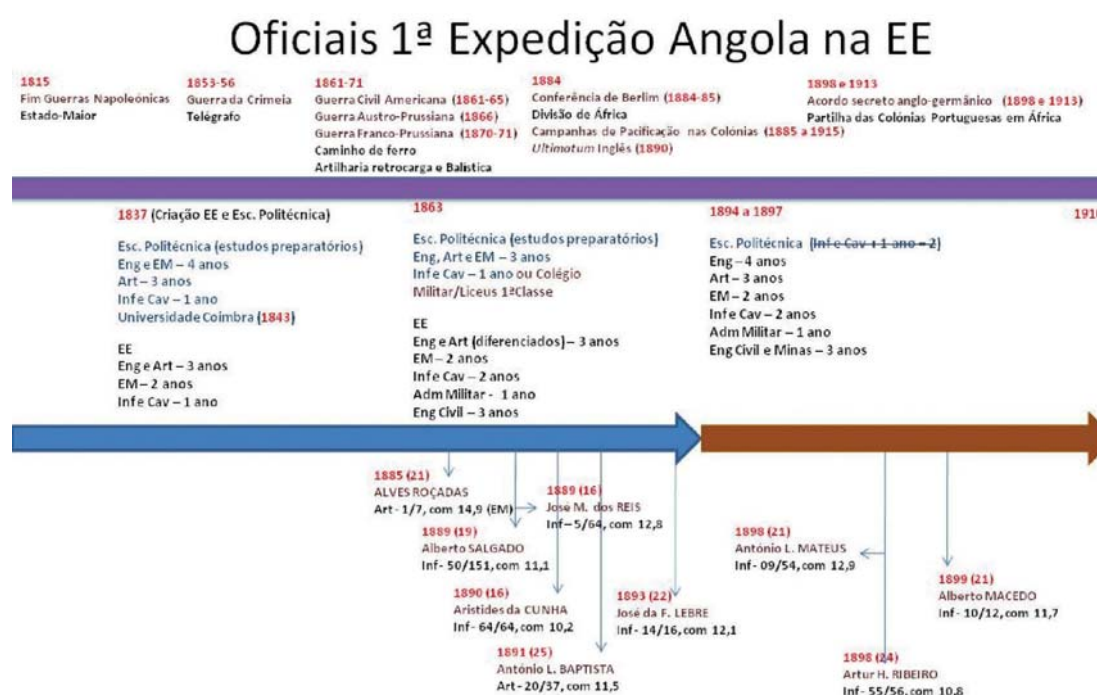 Oficiais 1ª Expedição Angola na EE
1815
Fim Guerras Napoleónicas
Estado-Maior
1853-56
Guerra da Crimeia
Telégrafo
1861-71
Guerra Civil Americana (1861-65)
Guerra Austro-Prussiana (1866)
Guerra Franco-Prussiana (1870-71)
Caminho de ferro
Artilharia retrocarga e Balística
1884
Conferência de Berlim (1884-85)
Divisão de África
Campanhas de Pacificação nas Colónias (1885 a 1915)
Ultimotum Inglês (1890)
1898 e 1913
Acordo secreto anglo-germânico (1898 e 1913)
Partilha das Colónias Portuguesas em África
1837 (Criação EE e Esc. Politécnica)
Esc. Politécnica (estudos preparatórios)
Eng e EM – 4 anos
Art – 3 anos
Inf e Cav – 1 ano
Universidade Coimbra (1843)
EE
Eng e Art – 3 anos
EM – 2 anos
Inf e Cav – 1 ano
1863
Esc. Politécnica (estudos preparatórios)
Eng, Art e EM – 3 anos
Inf e Cav – 1 ano ou Colégio
Militar/Liceus 1ªClasse
EE
Eng e Art (diferenciados) – 3 anos
EM – 2 anos
Inf e Cav – 2 anos
Adm Militar - 1 ano
Eng Civil – 3 anos
1894 a 1897
Esc. Politécnica (Inf e Cav + 1 ano = 2)
Eng – 4 anos
Art – 3 anos
EM – 2 anos
Inf e Cav – 2 anos
Adm Militar – 1 ano
Eng Civil e Minas – 3 anos
1885 (21)
ALVES ROÇADAS
Art - 1/7, com 14,9 (EM)
1889 (16)
José M. dos REIS
Inf – 5/64, com 12,8
1889 (19)
Alberto SALGADO
Inf - 50/151, com 11,1
1890 (16)
Aristides da CUNHA
Inf - 64/64, com 10,2
1893 (22)
José da F. LEBRE
Inf - 14/16, com 12,1
1891 (25)
António L. BAPTISTA
Art - 20/37, com 11,5
1898 (21)
António L. MATEUS
Inf - 09/54, com 12,9
1899 (21)
Alberto MACEDO
Inf - 10/12, com 11,7
1898 (24)
Artur H. RIBEIRO
Inf - 55/56, com 10,8